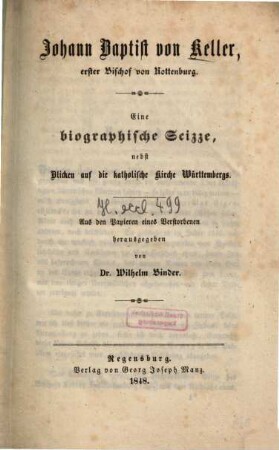 Johann Baptist von Keller,
erster Bischof von Rottenburg.
Eine
biographische Scizze,
nebst
Blicken auf die katholische Kirche Württembergs.
H. eccl. 499
Aus den Papieren eines Verstorbenen
herausgegeben
von
Dr. Wilhelm Binder.
Regensburg.
Verlag von Georg Joseph Manz.
1848.